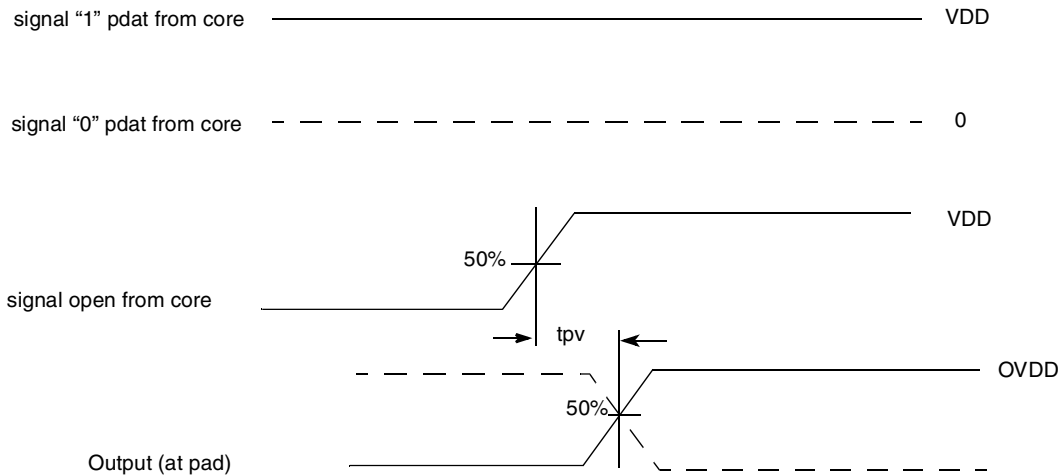 signal “1” pdat from core
VDD
signal “0” pdat from core
0
VDD
50%
signal open from core
tpv
OVDD
50%
Output (at pad)